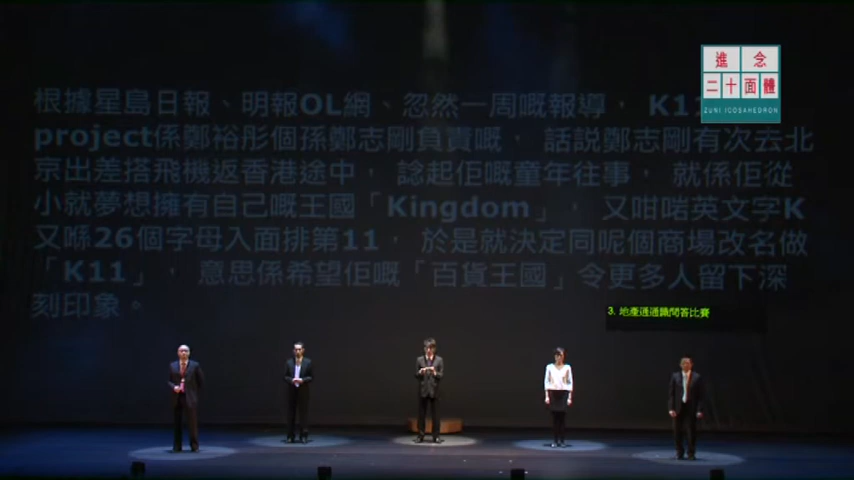 進念
二十面體
ZUNI ICOSAHEDRON
根據星島日報、明報OL網、忽然一周嘅報導， K11
project係鄭裕彤個孫鄭志剛負責嘅， 話說鄭志剛有次去北
京出差搭飛機返香港途中， 諗起佢嘅童年往事， 就係佢從
小就夢想擁有自己嘅王國「Kingdom」， 又咁啱英文字K
又喺26個字母入面排第11， 於是就決定同呢個商場改名做
「K11」， 意思係希望佢嘅「百貨王國」令更多人留下深
刻印象。
3. 地產通通識問答比賽